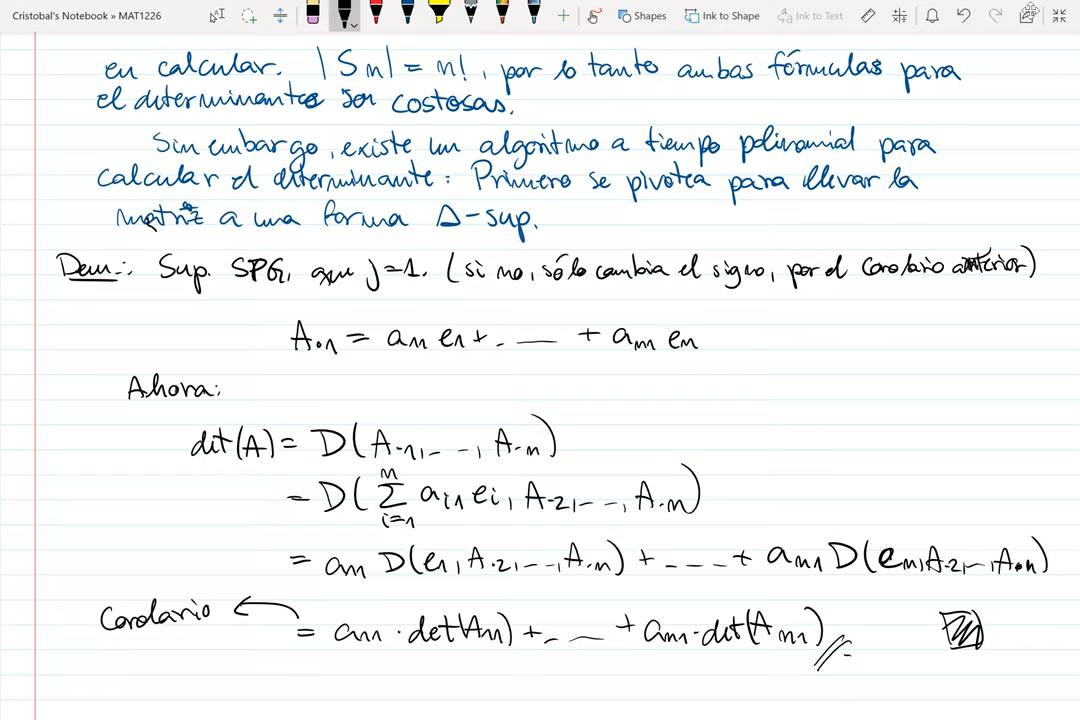 Cristobal's Notebook » MAT1226
Shapes
Ink to Shape
Ink to Text
en calcular. |Sn| = n!, por lo tanto ambas fórmulas para
el determinante son costosas.
Sin embargo, existe un algoritmo a tiempo polinomial para
calcular el determinante: Primero se pivotea para llevar la
matriz a una forma Δ-sup.
Dem.: Sup. SPG, que j=1. (si no, sólo cambia el signo, por el corolario anterior)
A•1 = a11 e1 + . — + an1 en
Ahora:
det(A) = D(A•1, - -, A•n)
= D(∑_{i=1}^{n} ai1 ei, A•2, - -, A•n)
= a11 D(e1, A•2, - -, A•n) + - - - - + an1 D(en, A•2, -, A•n)
Corolario
= a11 · det(A11) + - — + an1 · det(An1)